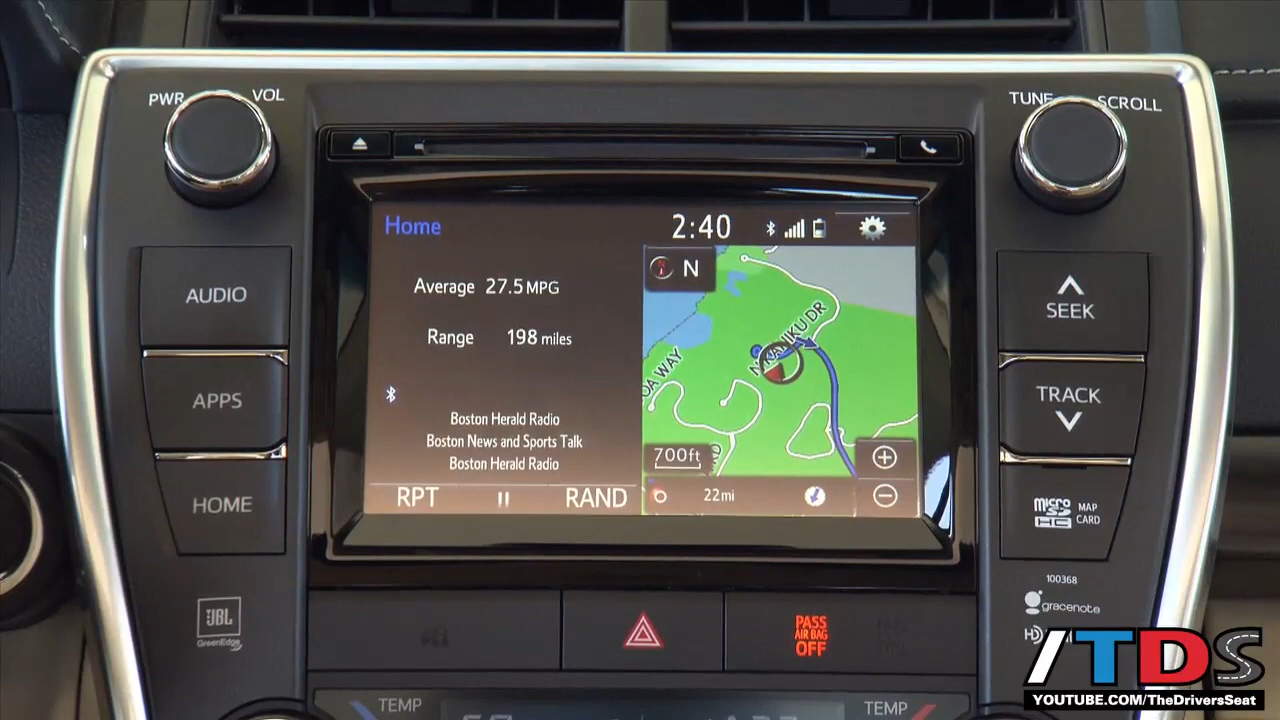 PWR VOL
TUNE SCROLL
Home 2:40
N
Average 27.5 MPG
Range 198 miles
Boston Herald Radio
Boston News and Sports Talk
Boston Herald Radio
RPT RAND
700ft
22mi
AUDIO
APPS
HOME
SEEK
TRACK
micro SD HC MAP CARD
100368
gracenote
HD
JBL
GreenEdge
PASS
AIR BAG
OFF
TEMP TEMP
/TDS
YOUTUBE.COM/TheDriversSeat